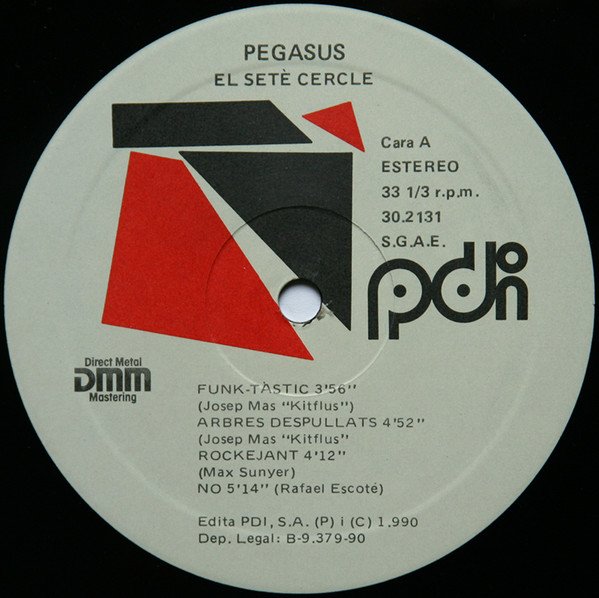 PEGASUS
EL SETÈ CERCLE
Cara A
ESTEREO
33 1/3 r.p.m.
30.2131
S.G.A.E.
pdi
Direct Metal
DMM
Mastering
FUNK-TÀSTIC 3'56"
(Josep Mas "Kitflus")
ARBRES DESPULLATS 4'52"
(Josep Mas "Kitflus"
ROCKEJANT 4'12"
(Max Sunyer)
NO 5'14" (Rafael Escoté)
Edita PDI, S.A. (P) i (C) 1.990
Dep. Legal: B-9.379-90